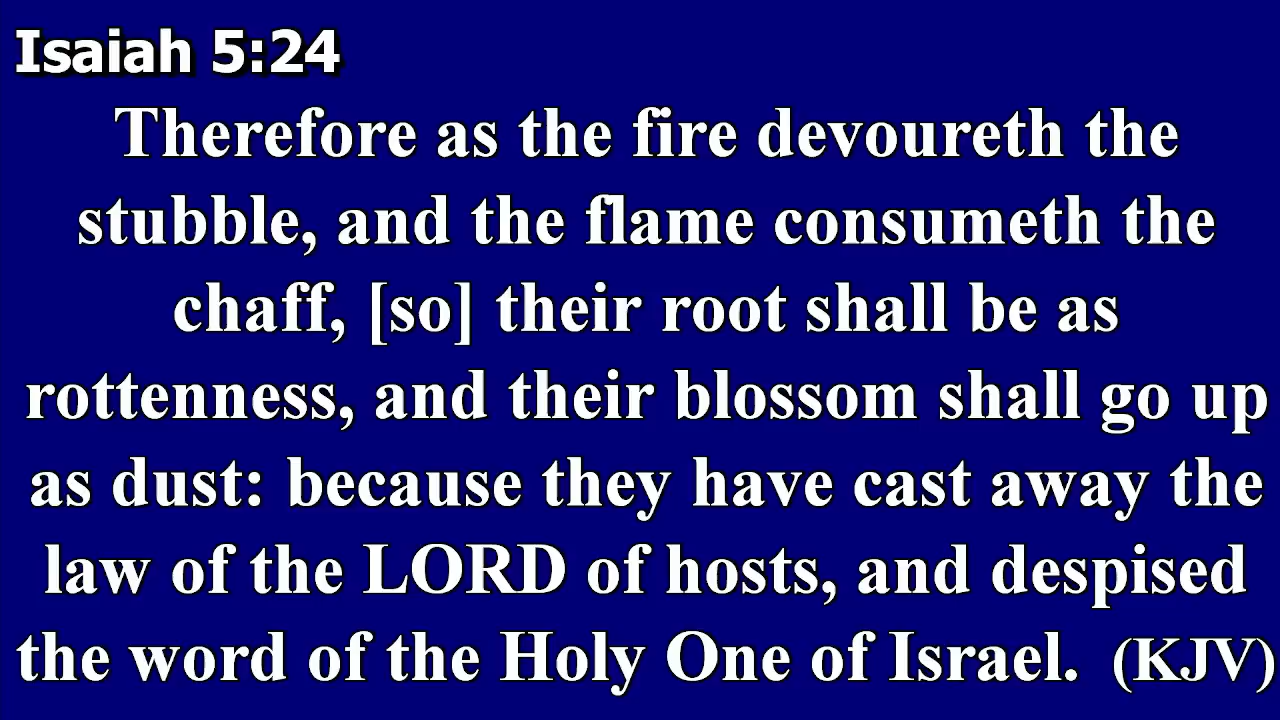 Isaiah 5:24
Therefore as the fire devoureth the
stubble, and the flame consumeth the
chaff, [so] their root shall be as
rottenness, and their blossom shall go up
as dust: because they have cast away the
law of the LORD of hosts, and despised
the word of the Holy One of Israel. (KJV)